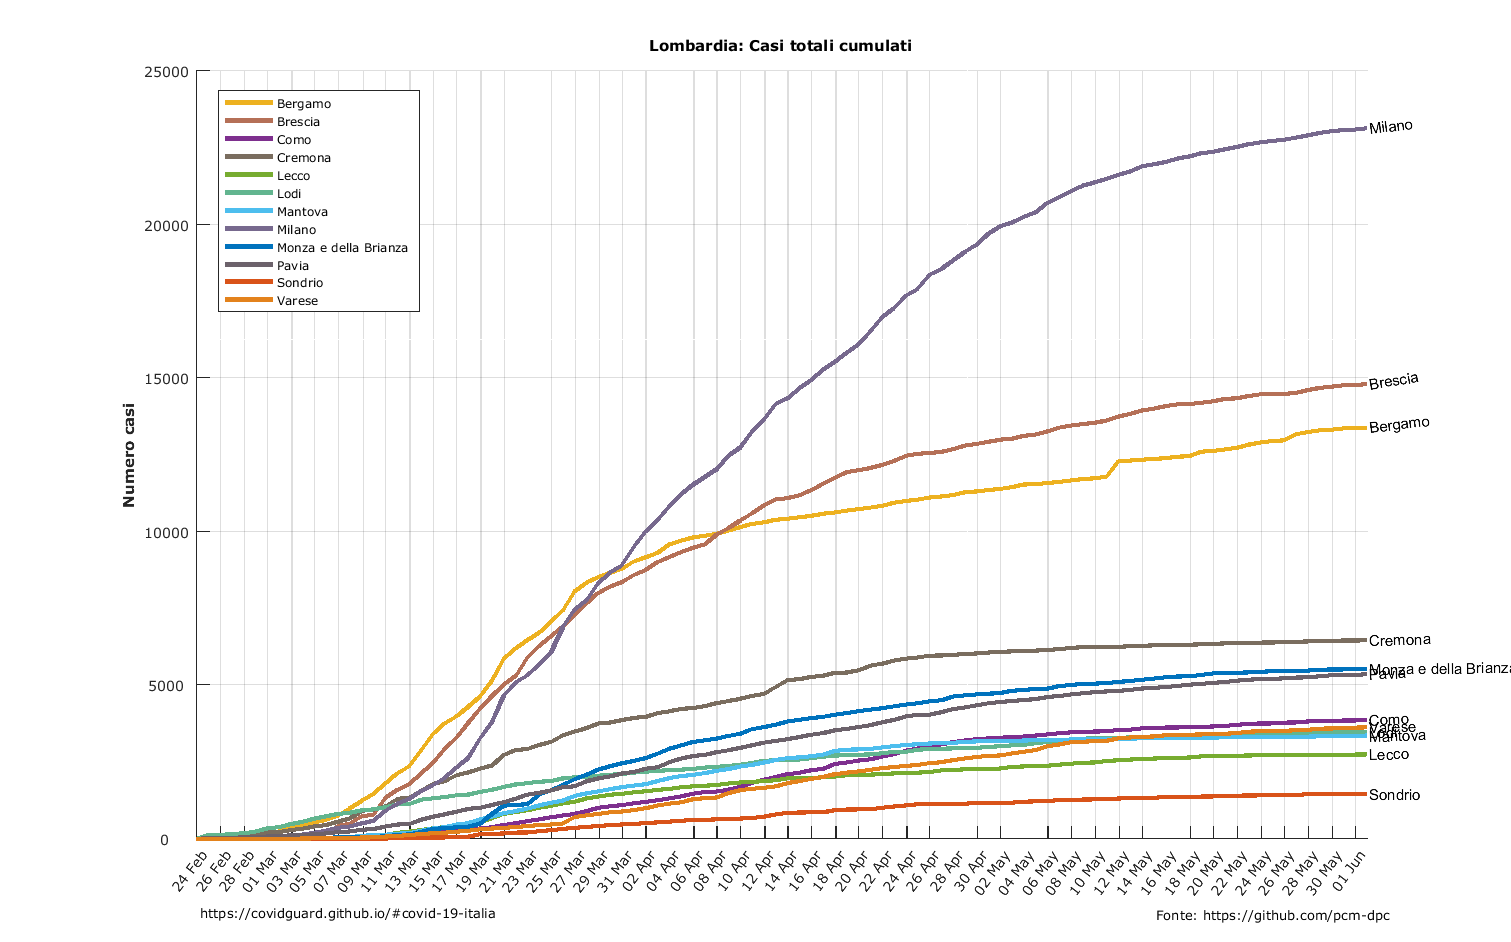 Lombardia: Casi totali cumulati
25000
20000
15000
10000
5000
0
Numero casi
Bergamo
Brescia
Como
Cremona
Lecco
Lodi
Mantova
Milano
Monza e della Brianza
Pavia
Sondrio
Varese
Milano
Brescia
Bergamo
Cremona
Monza e della Brianza
Pavia
Como
Varese
Mantova
Lecco
Sondrio
24 Feb
26 Feb
28 Feb
01 Mar
03 Mar
05 Mar
07 Mar
09 Mar
11 Mar
13 Mar
15 Mar
17 Mar
19 Mar
21 Mar
23 Mar
25 Mar
27 Mar
29 Mar
31 Mar
02 Apr
04 Apr
06 Apr
08 Apr
10 Apr
12 Apr
14 Apr
16 Apr
18 Apr
20 Apr
22 Apr
24 Apr
26 Apr
28 Apr
30 Apr
02 May
04 May
06 May
08 May
10 May
12 May
14 May
16 May
18 May
20 May
22 May
24 May
26 May
28 May
30 May
01 Jun
https://covidguard.github.io/#covid-19-italia
Fonte: https://github.com/pcm-dpc